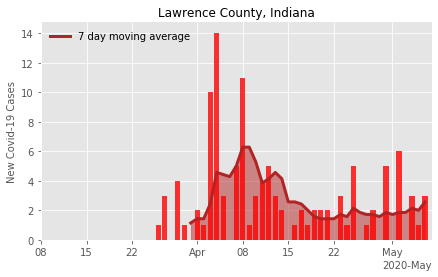 Lawrence County, Indiana
7 day moving average
New Covid-19 Cases
14
12
10
8
6
4
2
0
08
15
22
Apr
08
15
22
May
2020-May